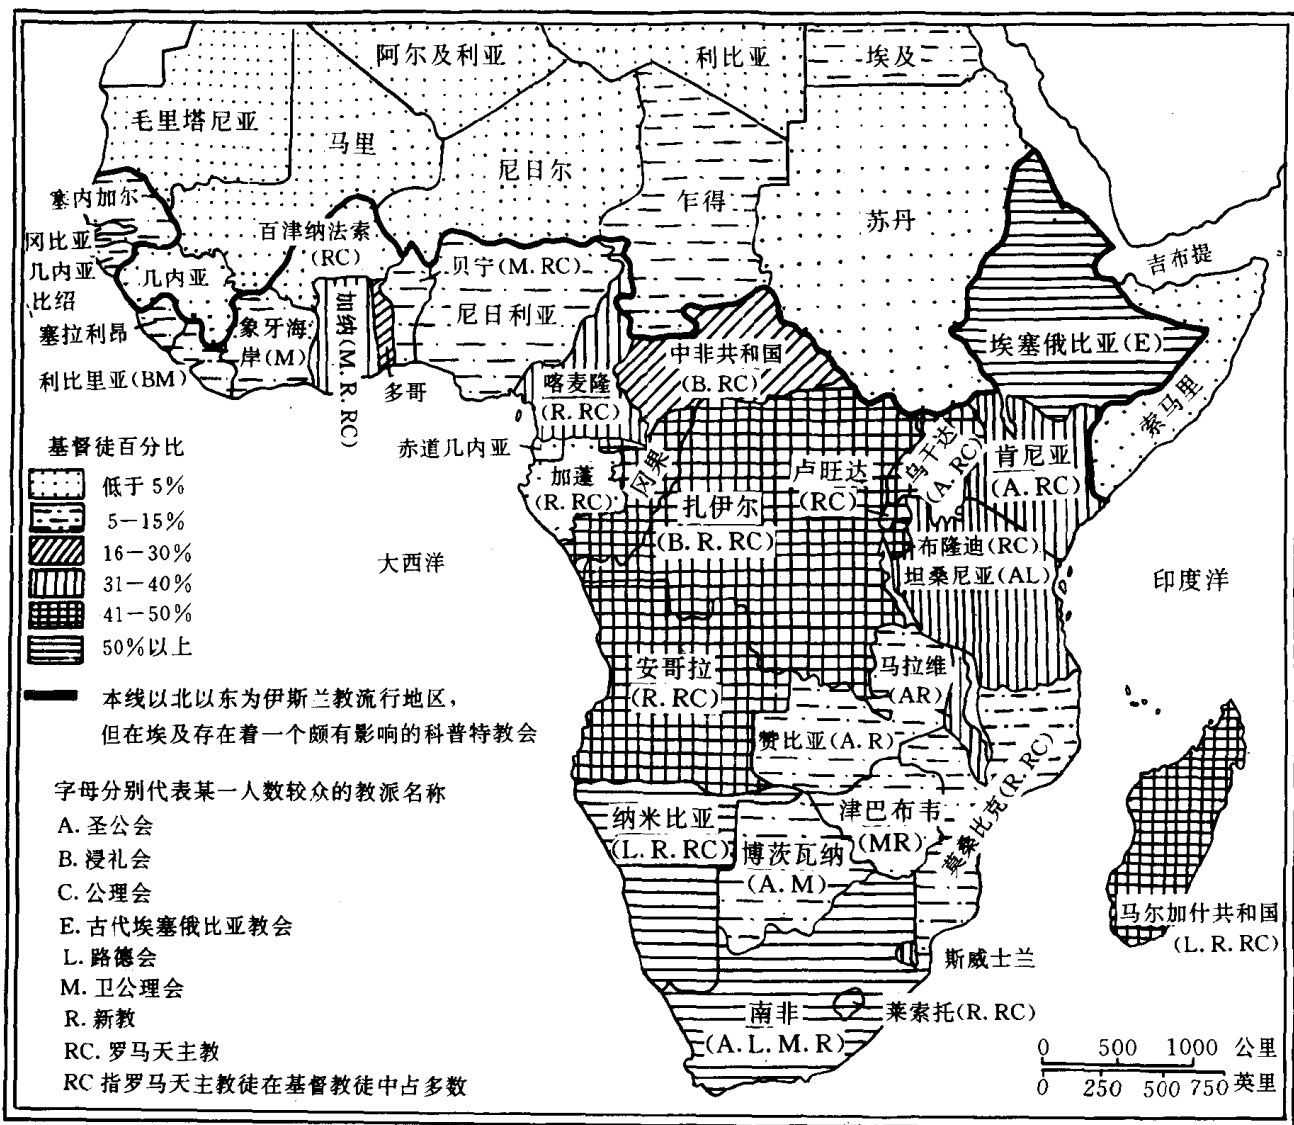 阿尔及利亚
利比亚
埃及
毛里塔尼亚
马里
尼日尔
乍得
苏丹
塞内加尔
冈比亚
几内亚
比绍
几内亚
百津纳法索
(RC)
贝宁(M.RC)
尼日利亚
吉布提
塞拉利昂
象牙海
岸(M)
加纳(M.R.RC)
利比里亚(BM)
多哥
中非共和国
(B.RC)
埃塞俄比亚(E)
索马里
喀麦隆
(R.RC)
赤道几内亚
加蓬
(R.RC)
冈果
扎伊尔
(B.R.RC)
卢旺达
(RC)
乌干达
(A.RC)
肯尼亚
(A.RC)
布隆迪(RC)
坦桑尼亚(AL)
大西洋
印度洋
安哥拉
(R.RC)
马拉维
(AR)
赞比亚(A.R)
莫桑比克(R.RC)
纳米比亚
(L.R.RC)
博茨瓦纳
(A.M)
津巴布韦
(MR)
马尔加什共和国
(L.R.RC)
斯威士兰
南非
(A.L.M.R)
莱索托(R.RC)
基督徒百分比
低于5%
5-15%
16-30%
31-40%
41-50%
50%以上
本线以北以东为伊斯兰教流行地区，
但在埃及存在着一个颇有影响的科普特教会
字母分别代表某一人数较众的教派名称
A.圣公会
B.浸礼会
C.公理会
E.古代埃塞俄比亚教会
L.路德会
M.卫公理会
R.新教
RC.罗马天主教
RC指罗马天主教徒在基督教徒中占多数
0 500 1000 公里
0 250 500 750 英里